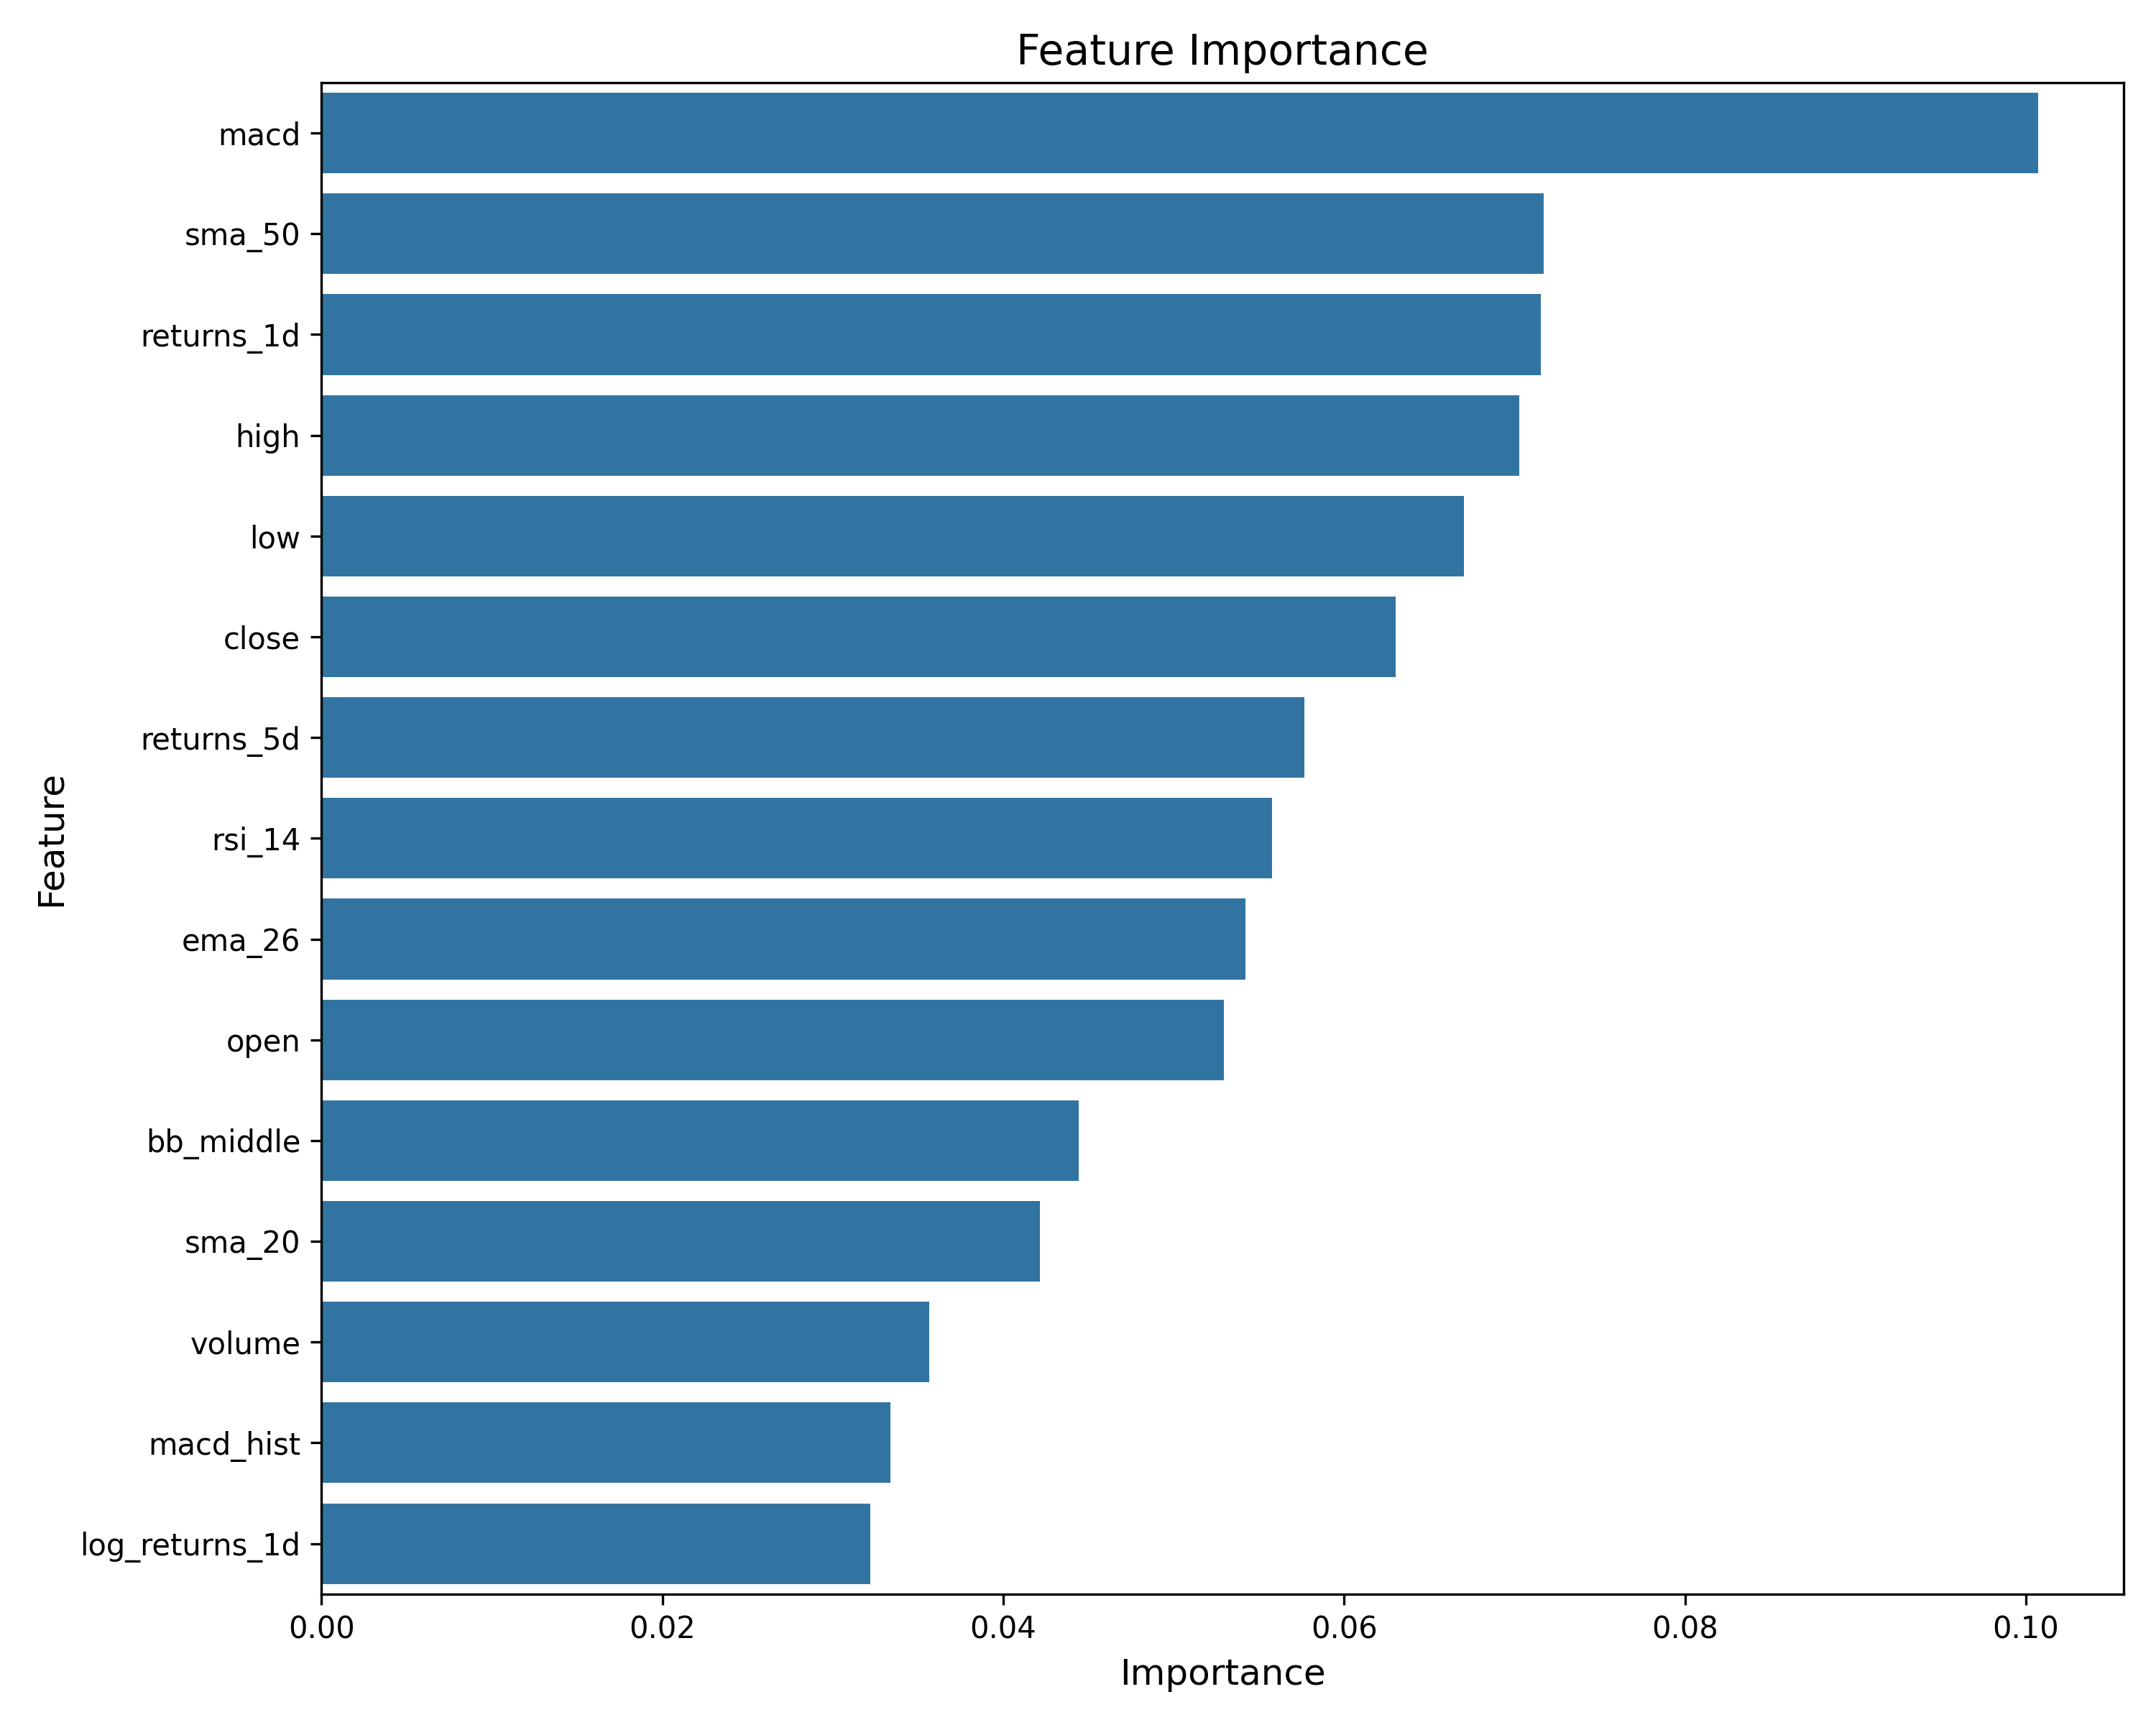 Feature Importance
macd
sma_50
returns_1d
high
low
close
returns_5d
rsi_14
ema_26
open
bb_middle
sma_20
volume
macd_hist
log_returns_1d
Feature
0.00 0.02 0.04 0.06 0.08 0.10
Importance